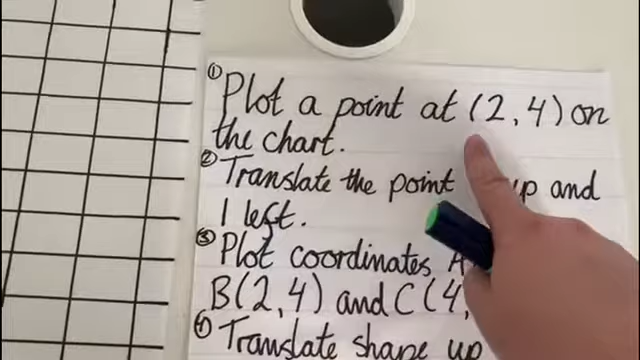 ① Plot a point at (2,4) on
the chart.
② Translate the point up and
1 left.
③ Plot coordinates A
B(2,4) and C(4,
④ Translate shape up